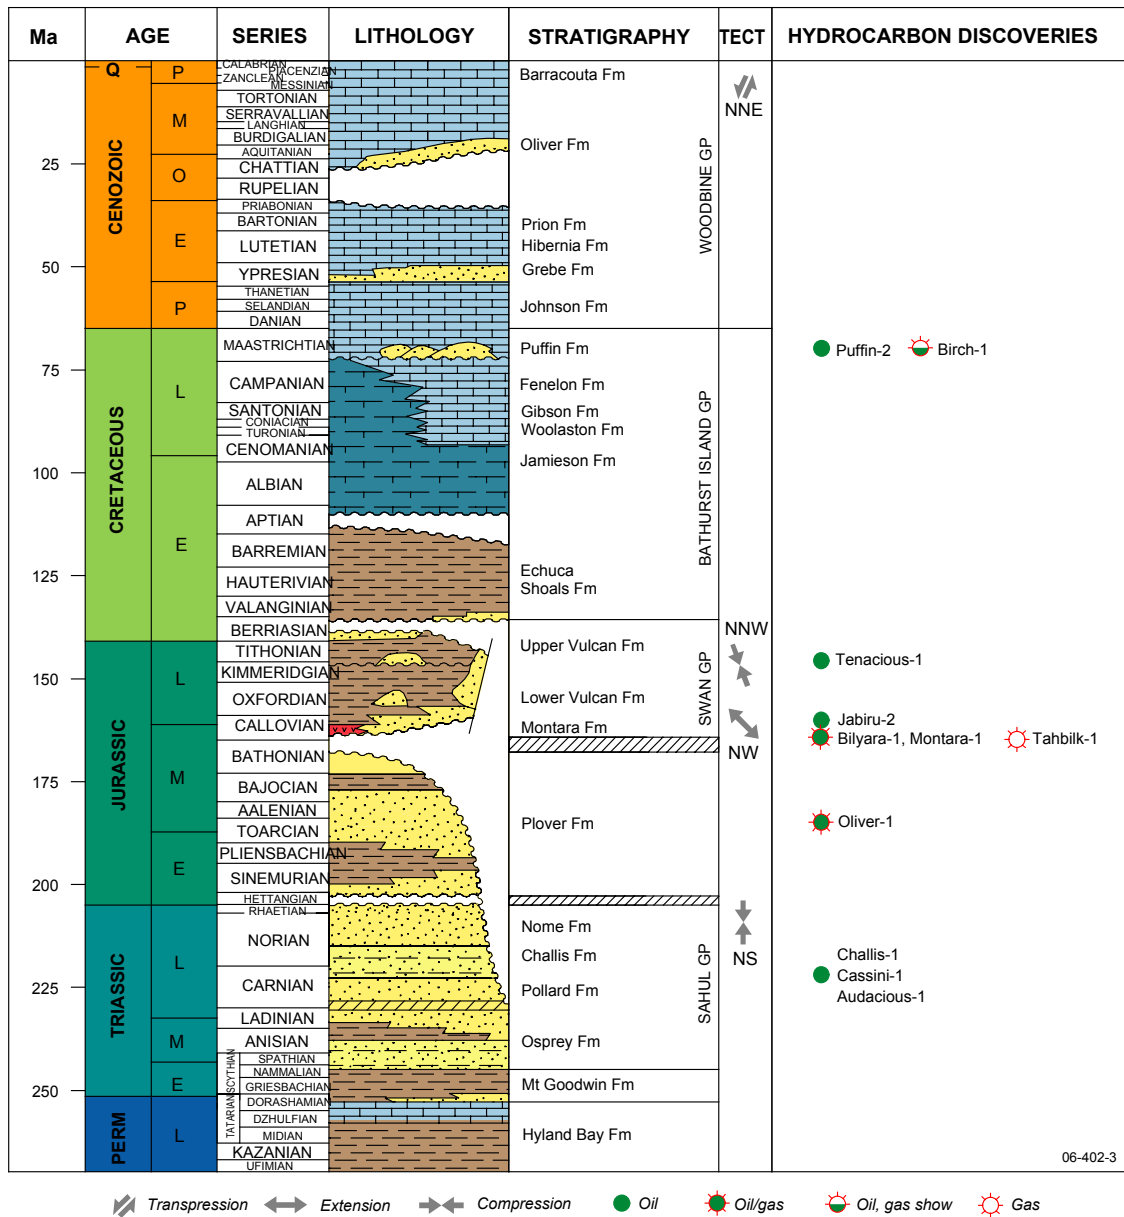 Ma AGE SERIES LITHOLOGY STRATIGRAPHY TECT HYDROCARBON DISCOVERIES
Q
P
M
O
E
P
CENOZOIC
L
E
CRETACEOUS
L
M
E
JURASSIC
L
M
E
TRIASSIC
L
PERM
25
50
75
100
125
150
175
200
225
250
CALABRIAN
PIACENZIAN
ZANCLEAN
MESSINIAN
TORTONIAN
SERRAVALLIAN
LANGHIAN
BURDIGALIAN
AQUITANIAN
CHATTIAN
RUPELIAN
PRIABONIAN
BARTONIAN
LUTETIAN
YPRESIAN
THANETIAN
SELANDIAN
DANIAN
MAASTRICHTIAN
CAMPANIAN
SANTONIAN
CONIACIAN
TURONIAN
CENOMANIAN
ALBIAN
APTIAN
BARREMIAN
HAUTERIVIAN
VALANGINIAN
BERRIASIAN
TITHONIAN
KIMMERIDGIAN
OXFORDIAN
CALLOVIAN
BATHONIAN
BAJOCIAN
AALENIAN
TOARCIAN
PLIENSBACHIAN
SINEMURIAN
HETTANGIAN
RHAETIAN
NORIAN
CARNIAN
LADINIAN
ANISIAN
SCYTHIAN
SPATHIAN
NAMMALIAN
GRIESBACHIAN
TATARIAN
DORASHAMIAN
DZHULFIAN
MIDIAN
KAZANIAN
UFIMIAN
Barracouta Fm
Oliver Fm
Prion Fm
Hibernia Fm
Grebe Fm
Johnson Fm
Puffin Fm
Fenelon Fm
Gibson Fm
Woolaston Fm
Jamieson Fm
Echuca
Shoals Fm
Upper Vulcan Fm
Lower Vulcan Fm
Montara Fm
Plover Fm
Nome Fm
Challis Fm
Pollard Fm
Osprey Fm
Mt Goodwin Fm
Hyland Bay Fm
WOODBINE GP
BATHURST ISLAND GP
SWAN GP
SAHUL GP
NNE
NNW
NW
NS
Puffin-2 Birch-1
Tenacious-1
Jabiru-2
Bilyara-1, Montara-1 Tahbilk-1
Oliver-1
Challis-1
Cassini-1
Audacious-1
06-402-3
Transpression Extension Compression Oil Oil/gas Oil, gas show Gas